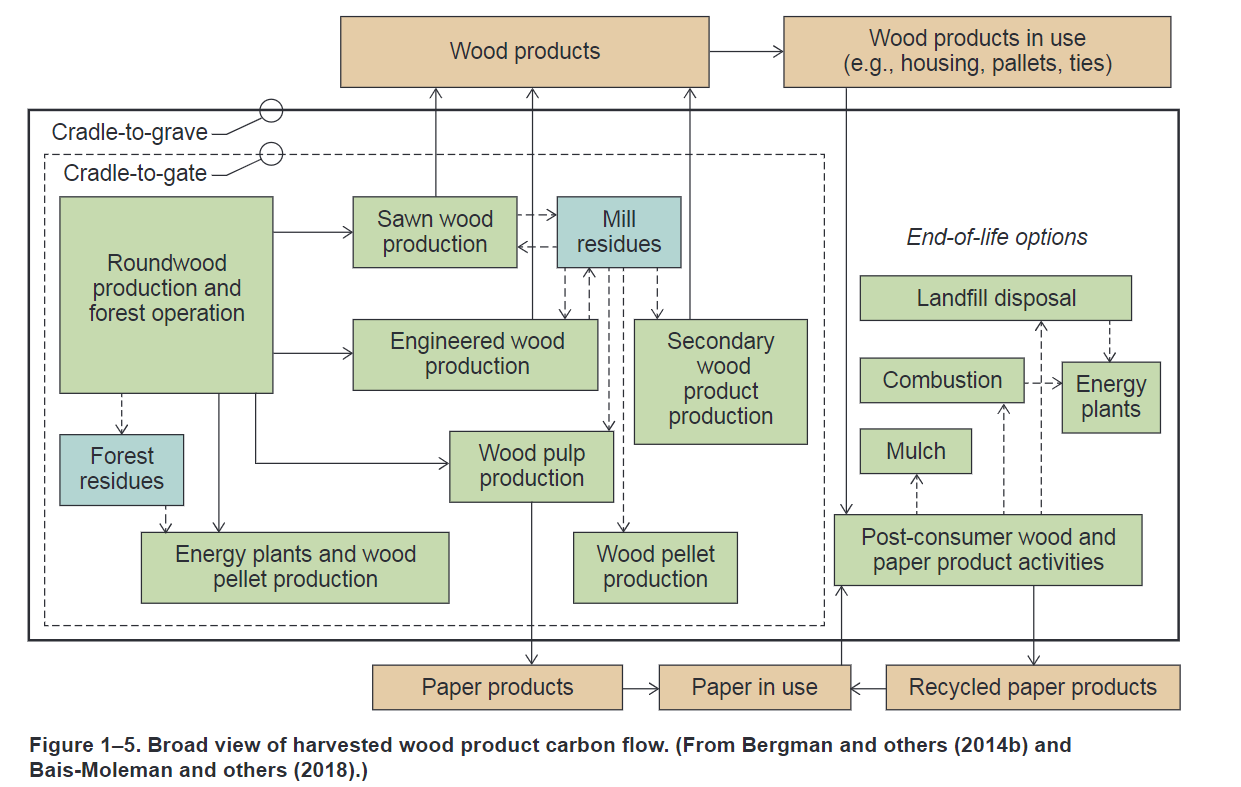 Wood products
Wood products in use
(e.g., housing, pallets, ties)
Cradle-to-grave
Cradle-to-gate
Roundwood
production and
forest operation
Sawn wood
production
Mill
residues
Engineered wood
production
Secondary
wood
product
production
Forest
residues
Wood pulp
production
Energy plants and wood
pellet production
Wood pellet
production
End-of-life options
Landfill disposal
Combustion
Energy
plants
Mulch
Post-consumer wood and
paper product activities
Paper products
Paper in use
Recycled paper products
Figure 1–5. Broad view of harvested wood product carbon flow. (From Bergman and others (2014b) and
Bais-Moleman and others (2018).)